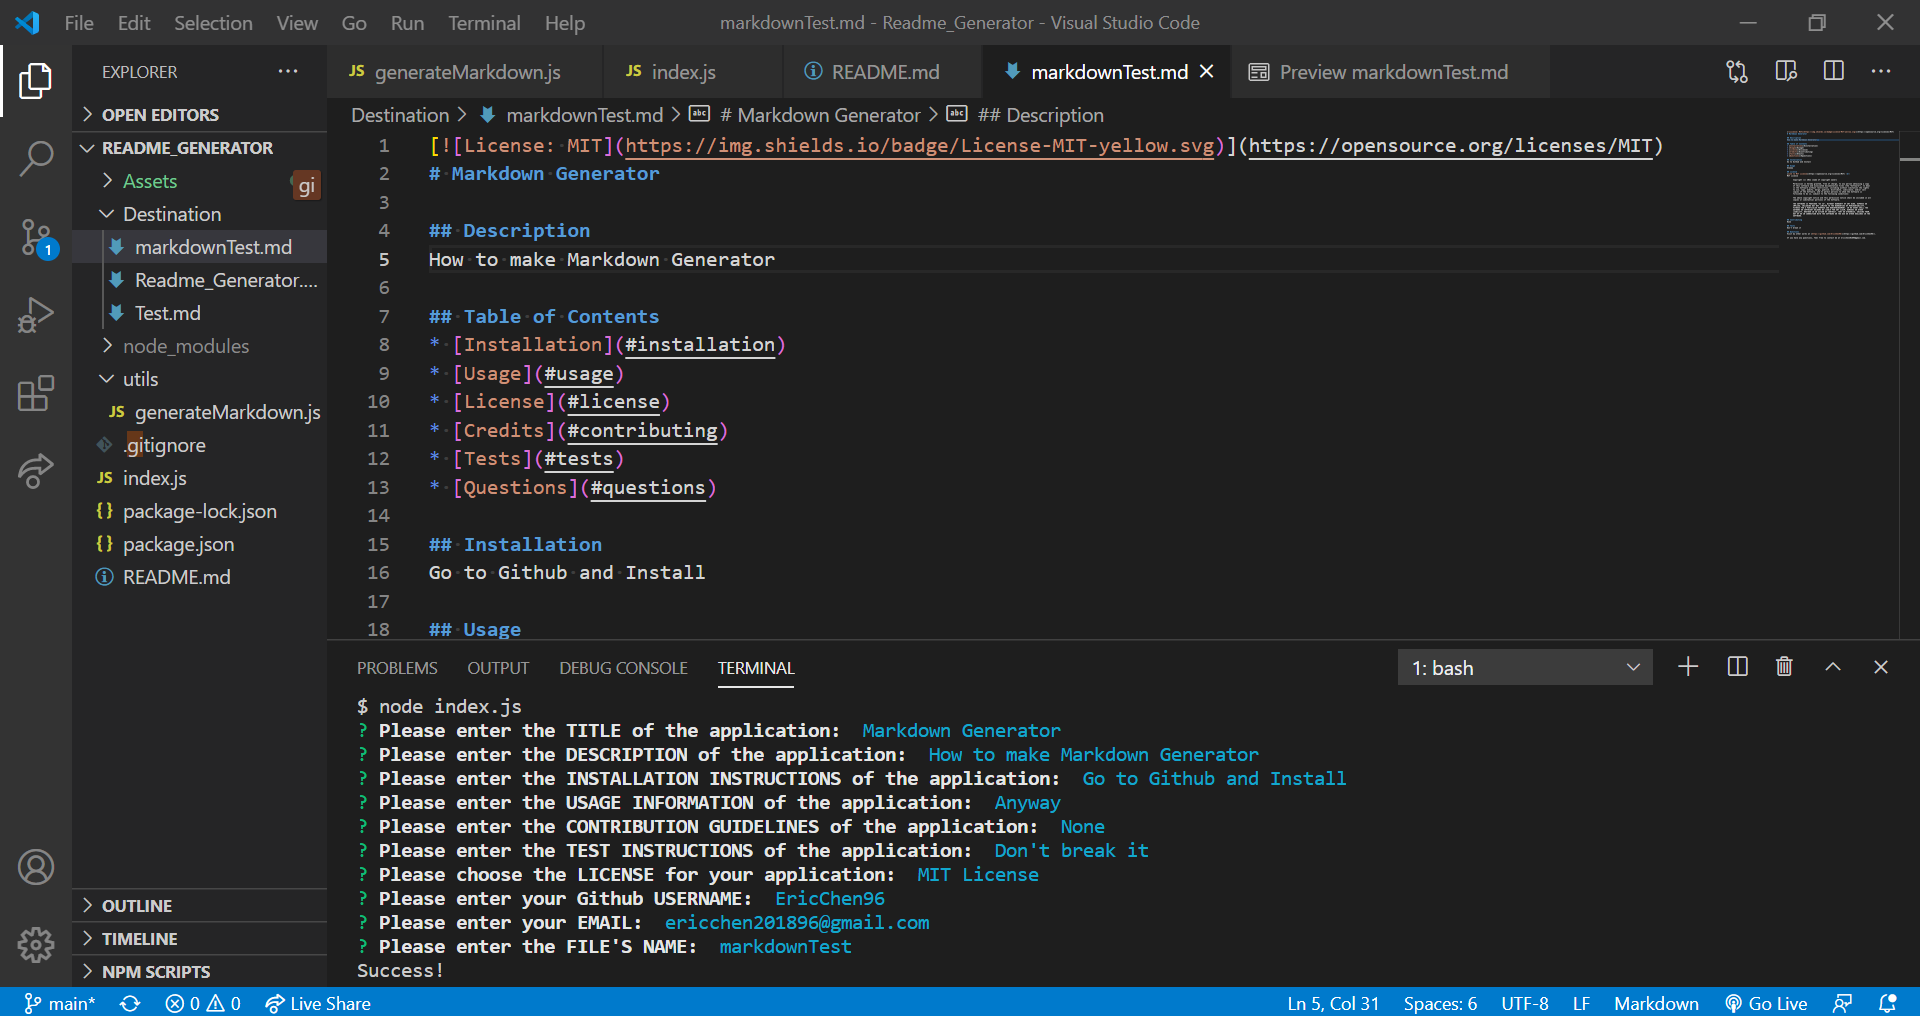 File Edit Selection View Go Run Terminal Help markdownTest.md - Readme_Generator - Visual Studio Code
EXPLORER
OPEN EDITORS
README_GENERATOR
Assets
gi
Destination
markdownTest.md
Readme_Generator....
Test.md
node_modules
utils
JS generateMarkdown.js
.gitignore
JS index.js
{} package-lock.json
{} package.json
README.md
OUTLINE
TIMELINE
NPM SCRIPTS
1
JS generateMarkdown.js JS index.js README.md markdownTest.md Preview markdownTest.md
Destination > markdownTest.md > abc # Markdown Generator > abc ## Description
1 [![License: MIT](https://img.shields.io/badge/License-MIT-yellow.svg)](https://opensource.org/licenses/MIT)
2 # Markdown Generator
3
4 ## Description
5 How to make Markdown Generator
6
7 ## Table of Contents
8 * [Installation](#installation)
9 * [Usage](#usage)
10 * [License](#license)
11 * [Credits](#contributing)
12 * [Tests](#tests)
13 * [Questions](#questions)
14
15 ## Installation
16 Go to Github and Install
17
18 ## Usage
PROBLEMS OUTPUT DEBUG CONSOLE TERMINAL 1: bash
$ node index.js
? Please enter the TITLE of the application: Markdown Generator
? Please enter the DESCRIPTION of the application: How to make Markdown Generator
? Please enter the INSTALLATION INSTRUCTIONS of the application: Go to Github and Install
? Please enter the USAGE INFORMATION of the application: Anyway
? Please enter the CONTRIBUTION GUIDELINES of the application: None
? Please enter the TEST INSTRUCTIONS of the application: Don't break it
? Please choose the LICENSE for your application: MIT License
? Please enter your Github USERNAME: EricChen96
? Please enter your EMAIL: ericchen201896@gmail.com
? Please enter the FILE'S NAME: markdownTest
Success!
main* 0 0 Live Share Ln 5, Col 31 Spaces: 6 UTF-8 LF Markdown Go Live